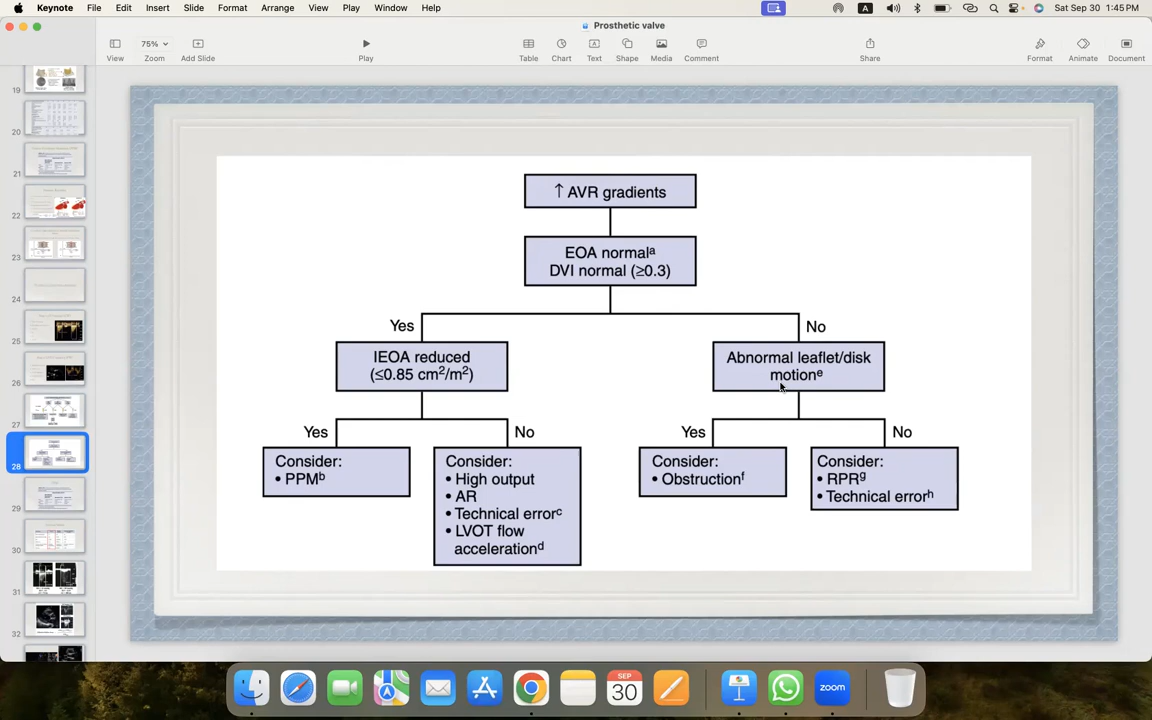 Keynote File Edit Insert Slide Format Arrange View Play Window Help
A
Sat Sep 30 1:45 PM
Prosthetic valve
75%
View Zoom Add Slide
Play
Table Chart Text Shape Media Comment
Share
Format Animate Document
19
20
21
22
23
24
25
26
27
28
29
30
31
32
↑ AVR gradients
EOA normalᵃ
DVI normal (≥0.3)
Yes
No
IEOA reduced
(≤0.85 cm²/m²)
Abnormal leaflet/disk
motionᵉ
Yes
No
Yes
No
Consider:
• PPMᵇ
Consider:
• High output
• AR
• Technical errorᶜ
• LVOT flow
accelerationᵈ
Consider:
• Obstructionᶠ
Consider:
• RPRᵍ
• Technical errorʰ
SEP
30
zoom